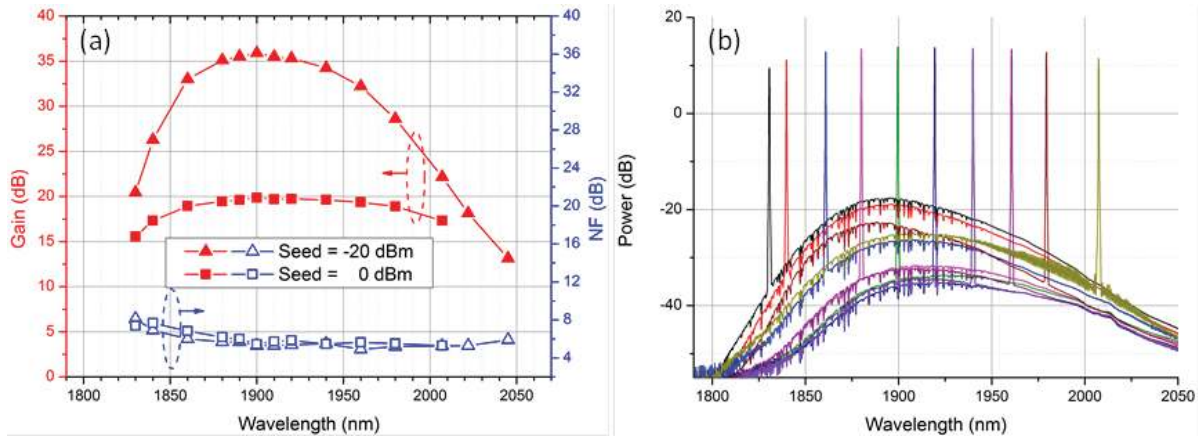 (a)
40
35
30
25
20
15
10
5
0
Gain (dB)
40
36
32
28
24
20
16
12
8
4
NF (dB)
Seed = -20 dBm
Seed = 0 dBm
1800 1850 1900 1950 2000 2050
Wavelength (nm)
(b)
20
0
-20
-40
Power (dB)
1800 1850 1900 1950 2000 2050
Wavelength (nm)